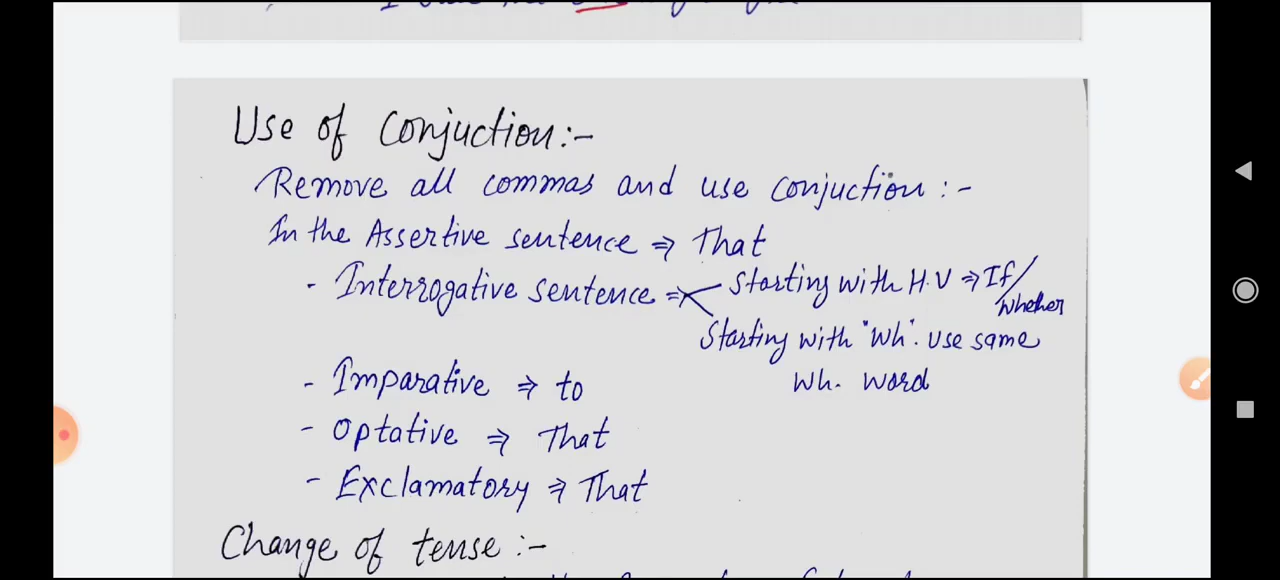 Use of Conjuction:-
Remove all commas and use conjuction :-
In the Assertive sentence ⇒ That
- Interrogative sentence ⇒ Starting with H.V ⇒ If/
Wheher
Starting with "Wh". use same
Wh. word
- Imparative ⇒ to
- Optative ⇒ That
- Exclamatory ⇒ That
Change of tense :-